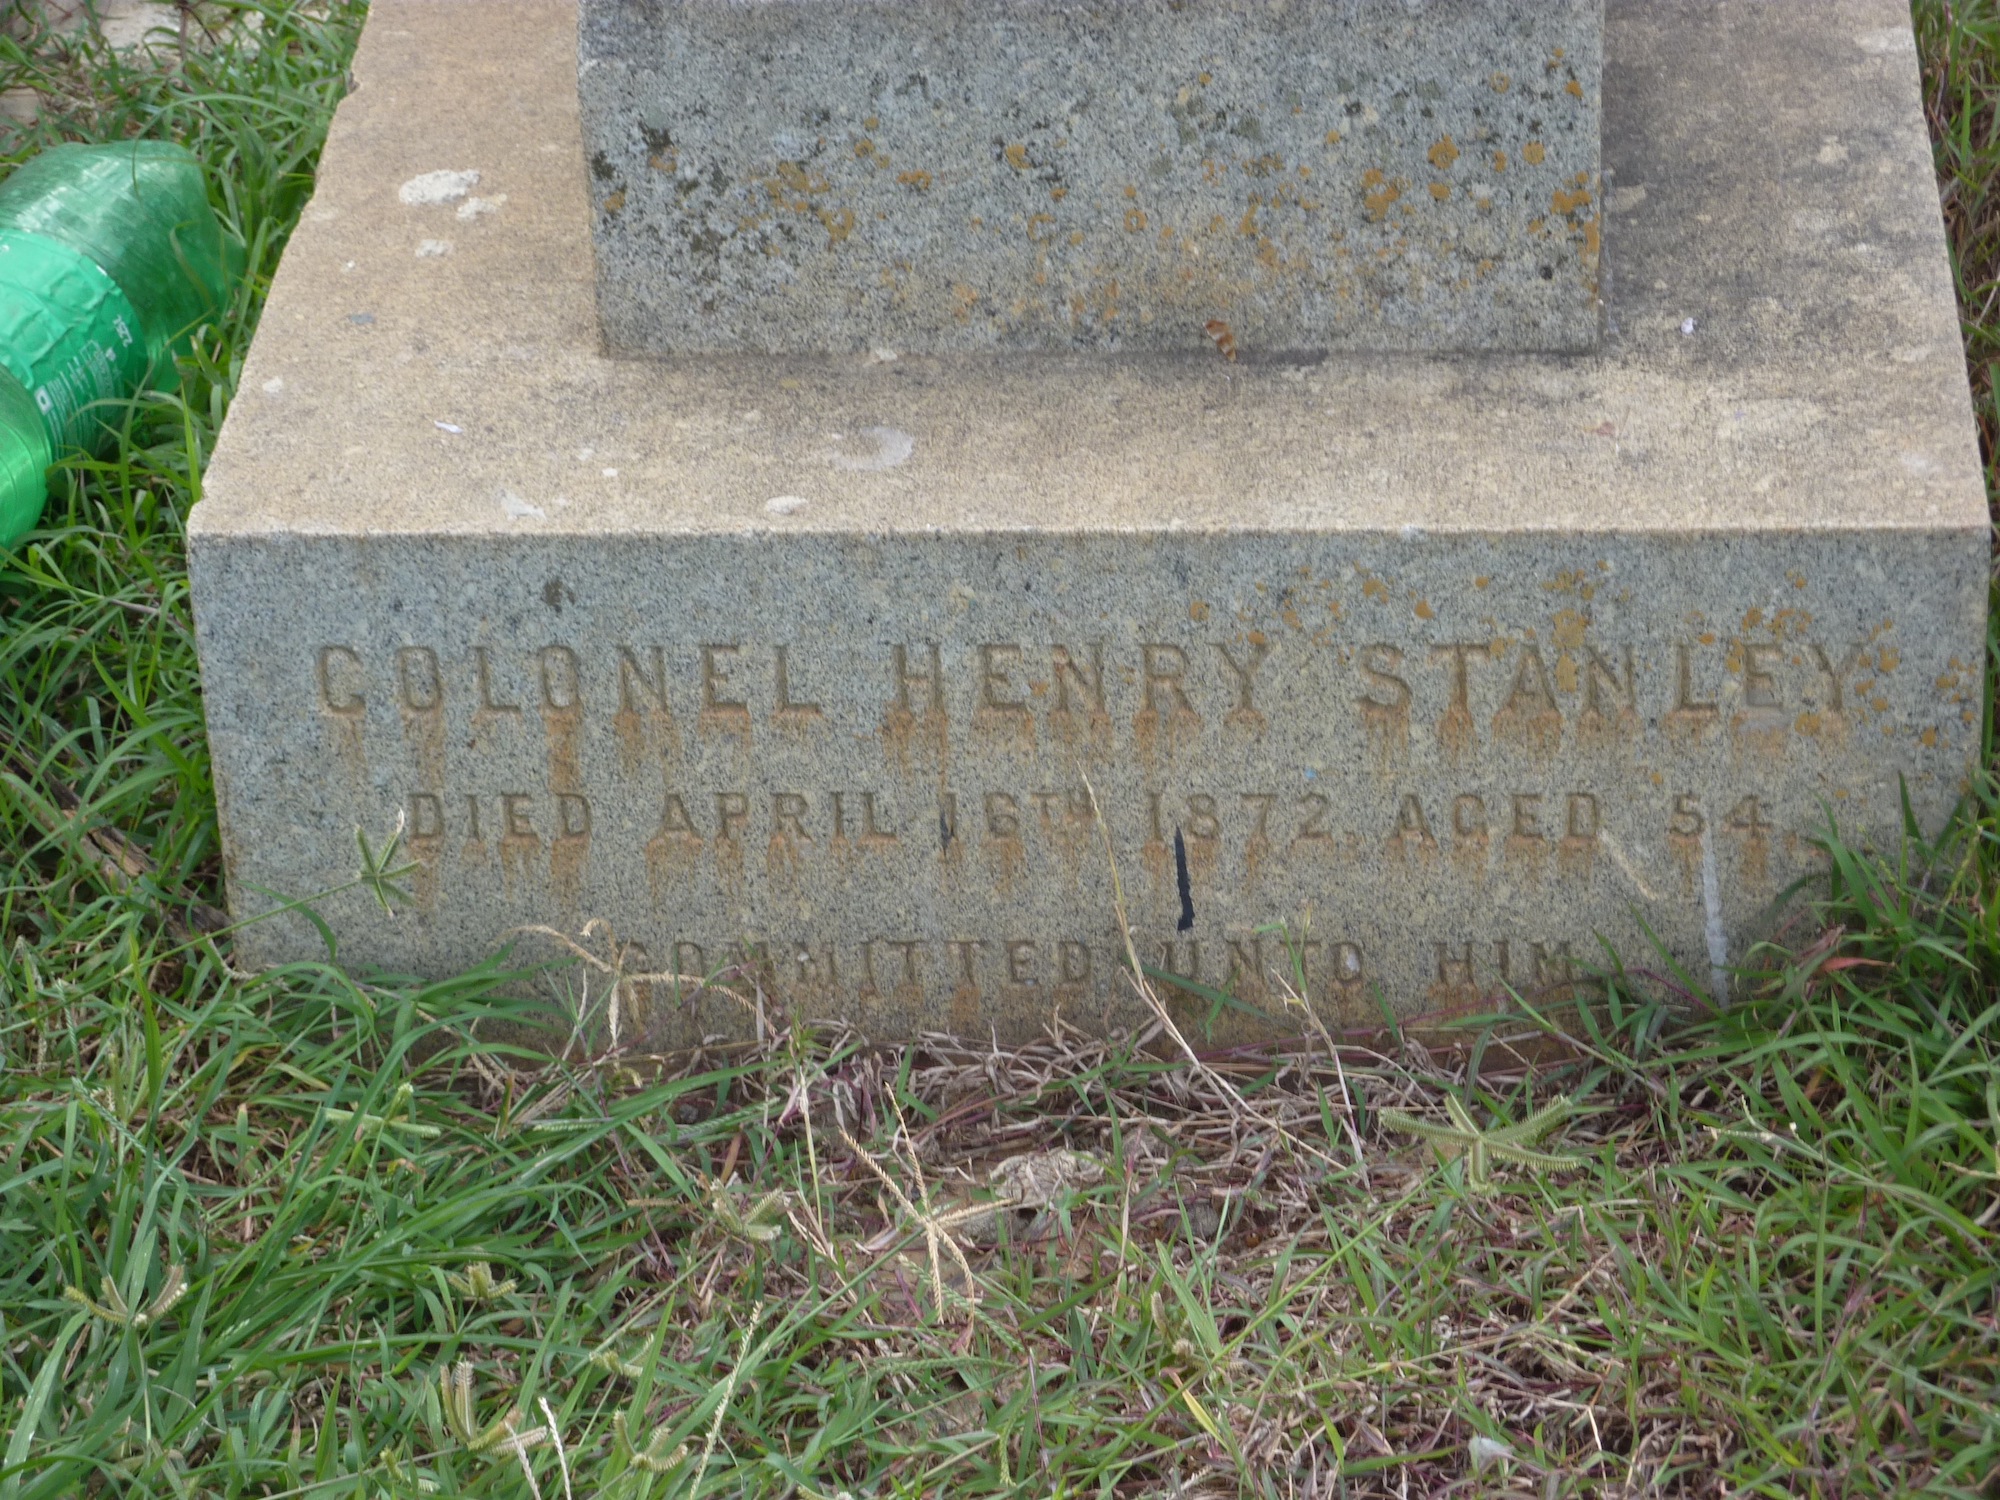 COLONEL HENRY STANLEY
DIED APRIL 16TH 1872. AGED 54.
COMMITTED UNTO HIM